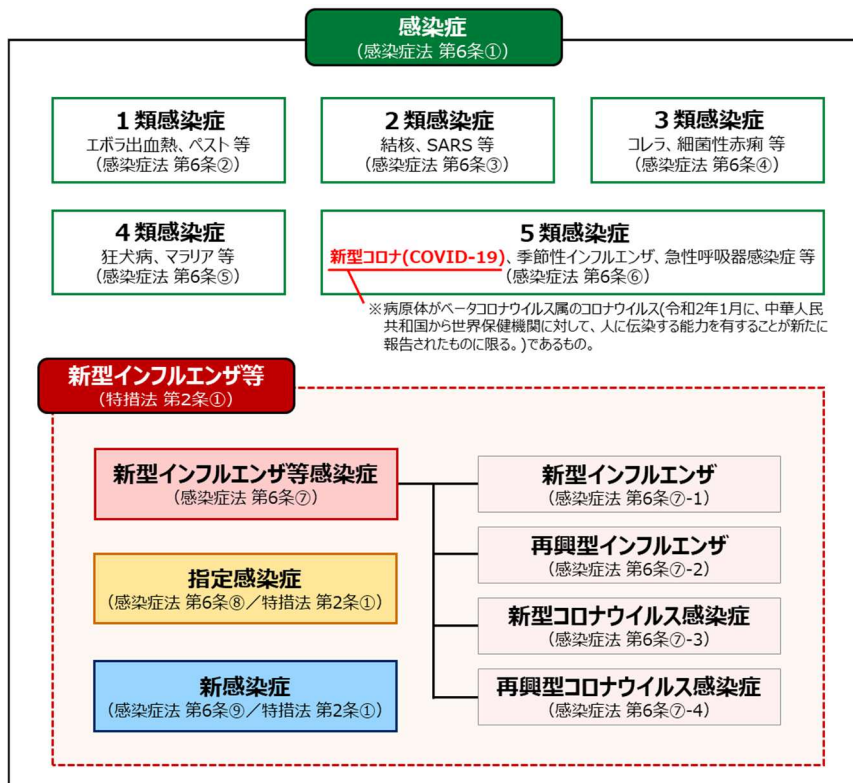 感染症
(感染症法 第6条①)
1類感染症
エボラ出血熱、ペスト 等
(感染症法 第6条②)
2類感染症
結核、SARS 等
(感染症法 第6条③)
3類感染症
コレラ、細菌性赤痢 等
(感染症法 第6条④)
4類感染症
狂犬病、マラリア 等
(感染症法 第6条⑤)
5類感染症
新型コロナ(COVID-19)、季節性インフルエンザ、急性呼吸器感染症 等
(感染症法 第6条⑥)
※病原体がベータコロナウイルス属のコロナウイルス(令和2年1月に、中華人民
共和国から世界保健機関に対して、人に伝染する能力を有することが新たに
報告されたものに限る。)であるもの。
新型インフルエンザ等
(特措法 第2条①)
新型インフルエンザ等感染症
(感染症法 第6条⑦)
新型インフルエンザ
(感染症法 第6条⑦-1)
再興型インフルエンザ
(感染症法 第6条⑦-2)
指定感染症
(感染症法 第6条⑧/特措法 第2条①)
新型コロナウイルス感染症
(感染症法 第6条⑦-3)
新感染症
(感染症法 第6条⑨/特措法 第2条①)
再興型コロナウイルス感染症
(感染症法 第6条⑦-4)